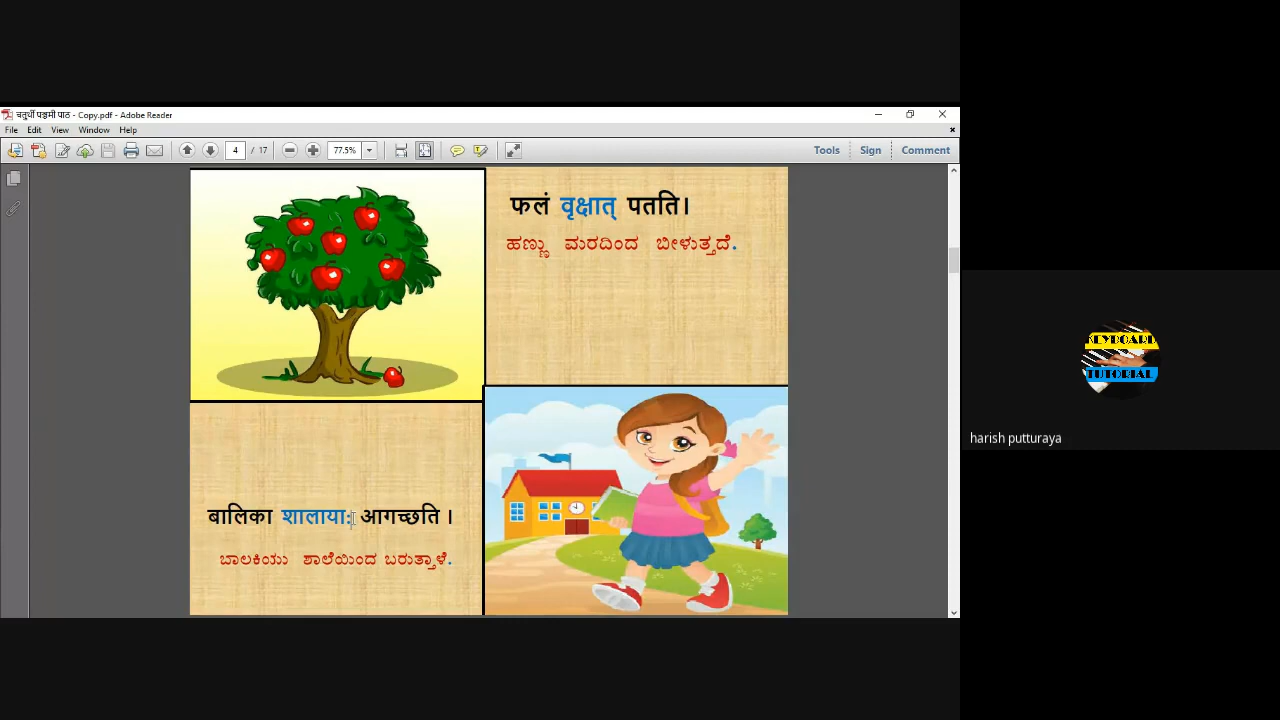 चतुर्थी पञ्चमी पाठ - Copy.pdf - Adobe Reader
File Edit View Window Help
4 / 17 77.5% Tools Sign Comment
फलं वृक्षात् पतति।
ಹಣ್ಣು ಮರದಿಂದ ಬೀಳುತ್ತದೆ.
बालिका शालायाः आगच्छति ।
ಬಾಲಕಿಯು ಶಾಲೆಯಿಂದ ಬರುತ್ತಾಳೆ.
KEYBOARD
TUTORIAL
harish putturaya